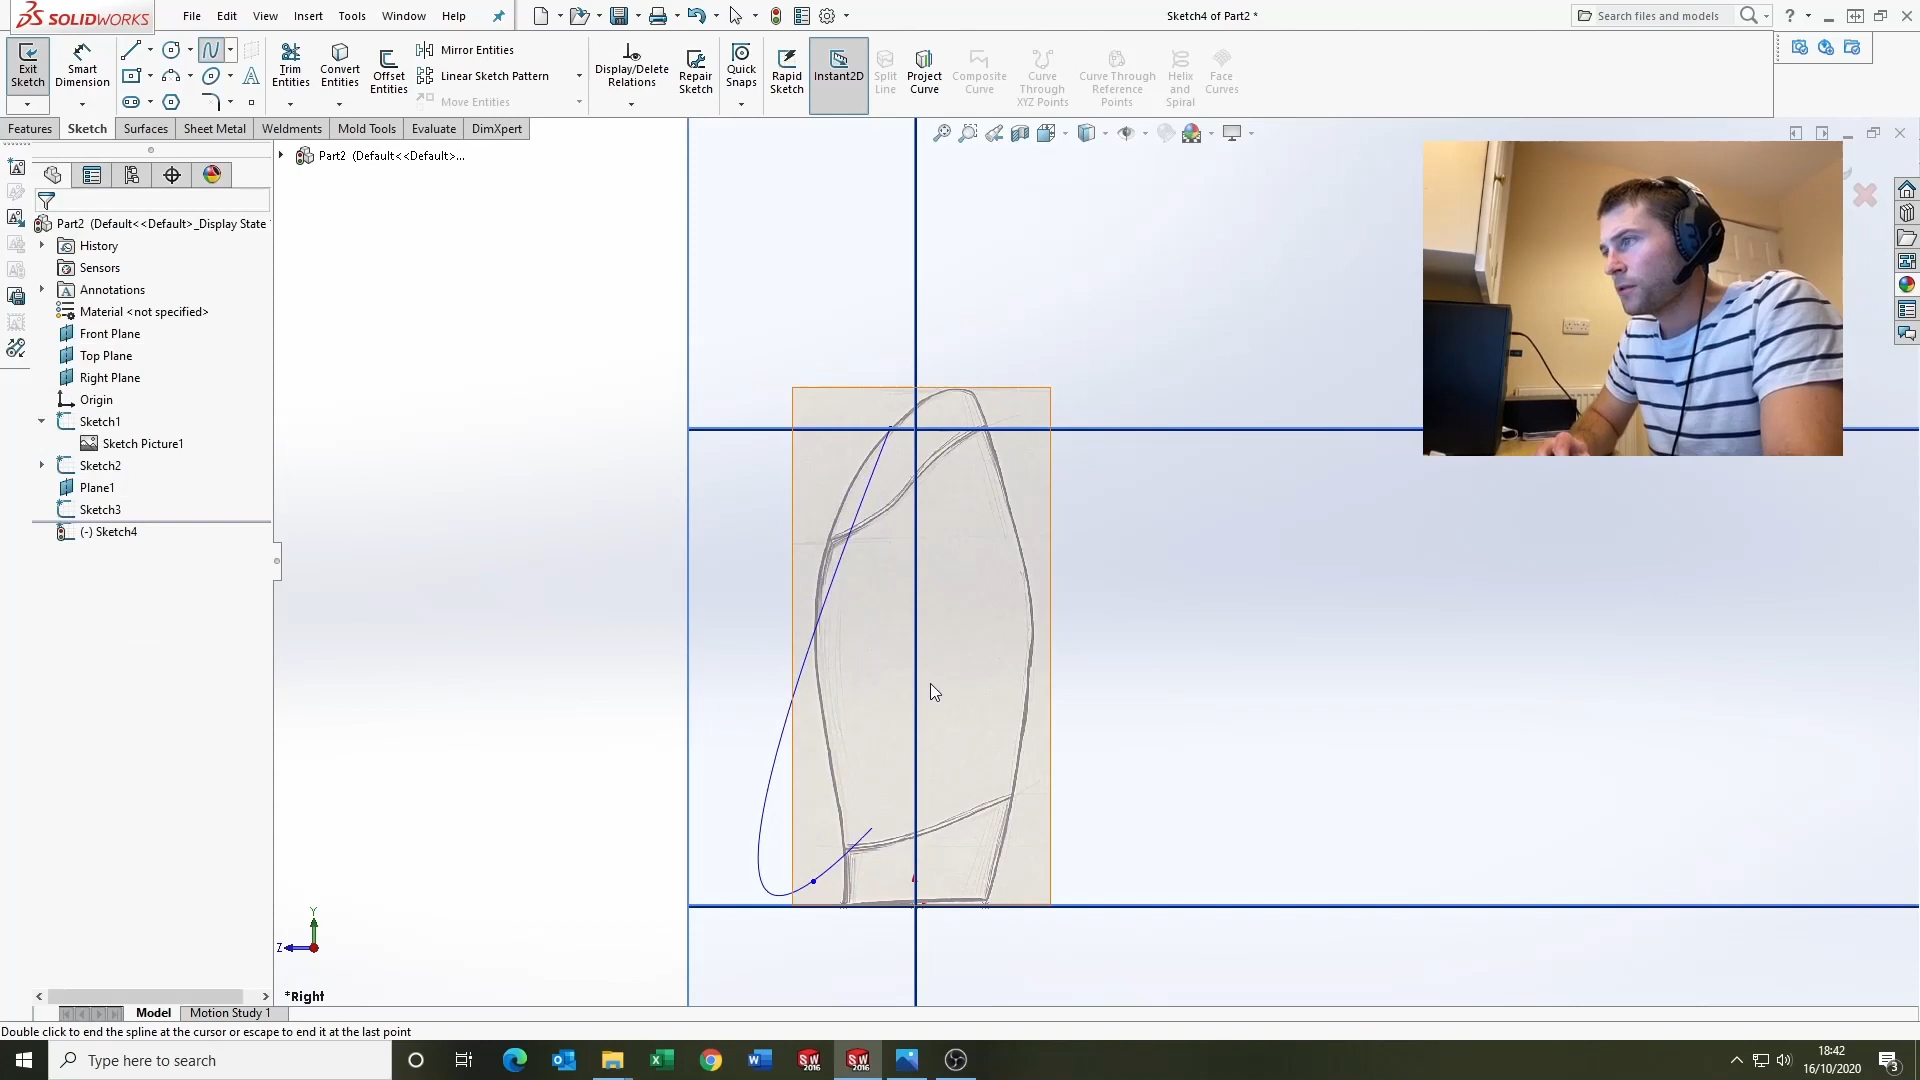 SOLIDWORKS
File
Edit
View
Insert
Tools
Window
Help
Sketch4 of Part2 *
Search files and models
Exit Sketch
Smart Dimension
Trim Entities
Convert Entities
Offset Entities
Mirror Entities
Linear Sketch Pattern
Move Entities
Display/Delete Relations
Repair Sketch
Quick Snaps
Rapid Sketch
Instant2D
Split Line
Project Curve
Composite Curve
Curve Through XYZ Points
Curve Through Reference Points
Helix and Spiral
Face Curves
Features
Sketch
Surfaces
Sheet Metal
Weldments
Mold Tools
Evaluate
DimXpert
Part2 (Default<<Default>...
Part2 (Default<<Default>_Display State
History
Sensors
Annotations
Material <not specified>
Front Plane
Top Plane
Right Plane
Origin
Sketch1
Sketch Picture1
Sketch2
Plane1
Sketch3
(-) Sketch4
Y
Z
*Right
Model
Motion Study 1
Double click to end the spline at the cursor or escape to end it at the last point
Type here to search
SW 2016
SW 2016
18:42
16/10/2020
3